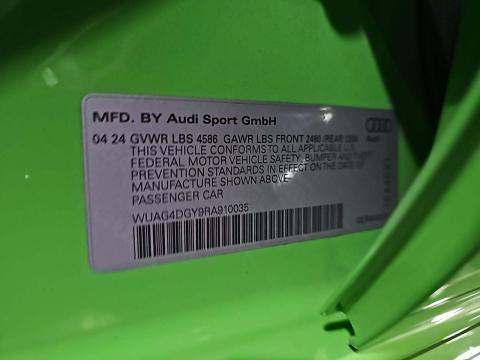 MFD. BY Audi Sport GmbH
04 24 GVWR LBS 4586 GAWR LBS FRONT 2480 /REAR
THIS VEHICLE CONFORMS TO ALL APPLICABLE U.S.
FEDERAL MOTOR VEHICLE SAFETY, BUMPER AND THEFT
PREVENTION STANDARDS IN EFFECT ON THE DATE OF
MANUFACTURE SHOWN ABOVE
PASSENGER CAR
WUAG4DGY9RA910035